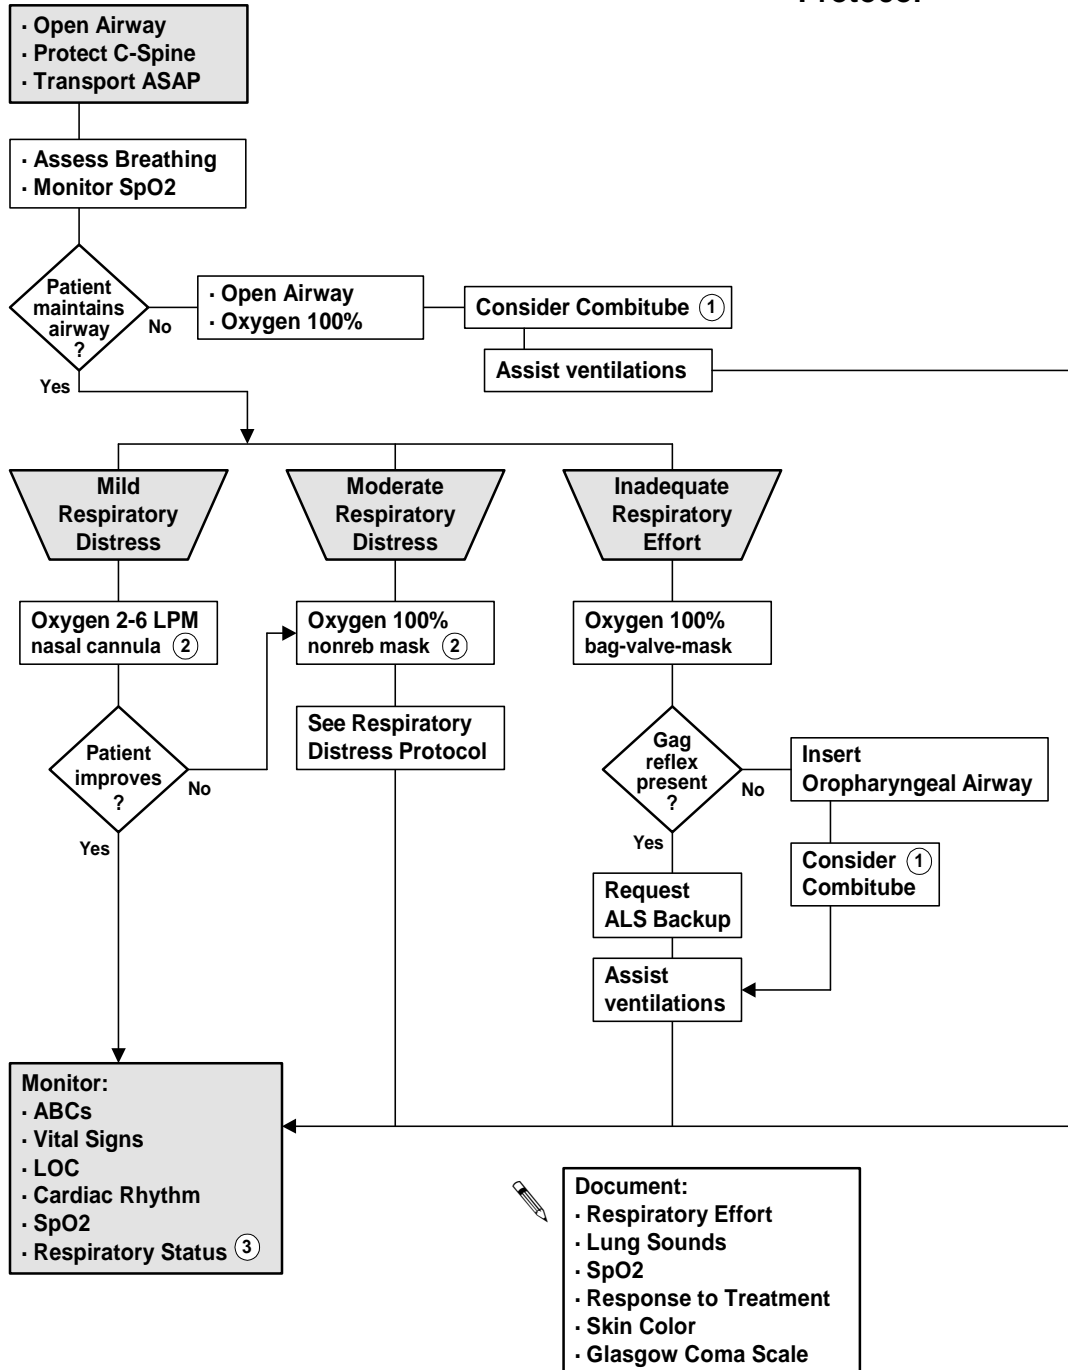 Protocol
· Open Airway
· Protect C-Spine
· Transport ASAP
· Assess Breathing
· Monitor SpO2
Patient
maintains
airway
?
No
Yes
· Open Airway
· Oxygen 100%
Consider Combitube 1
Assist ventilations
Mild
Respiratory
Distress
Moderate
Respiratory
Distress
Inadequate
Respiratory
Effort
Oxygen 2-6 LPM
nasal cannula 2
Oxygen 100%
nonreb mask 2
Oxygen 100%
bag-valve-mask
Patient
improves
?
No
Yes
See Respiratory
Distress Protocol
Gag
reflex
present
?
No
Yes
Insert
Oropharyngeal Airway
Consider 1
Combitube
Request
ALS Backup
Assist
ventilations
Monitor:
· ABCs
· Vital Signs
· LOC
· Cardiac Rhythm
· SpO2
· Respiratory Status 3
Document:
· Respiratory Effort
· Lung Sounds
· SpO2
· Response to Treatment
· Skin Color
· Glasgow Coma Scale